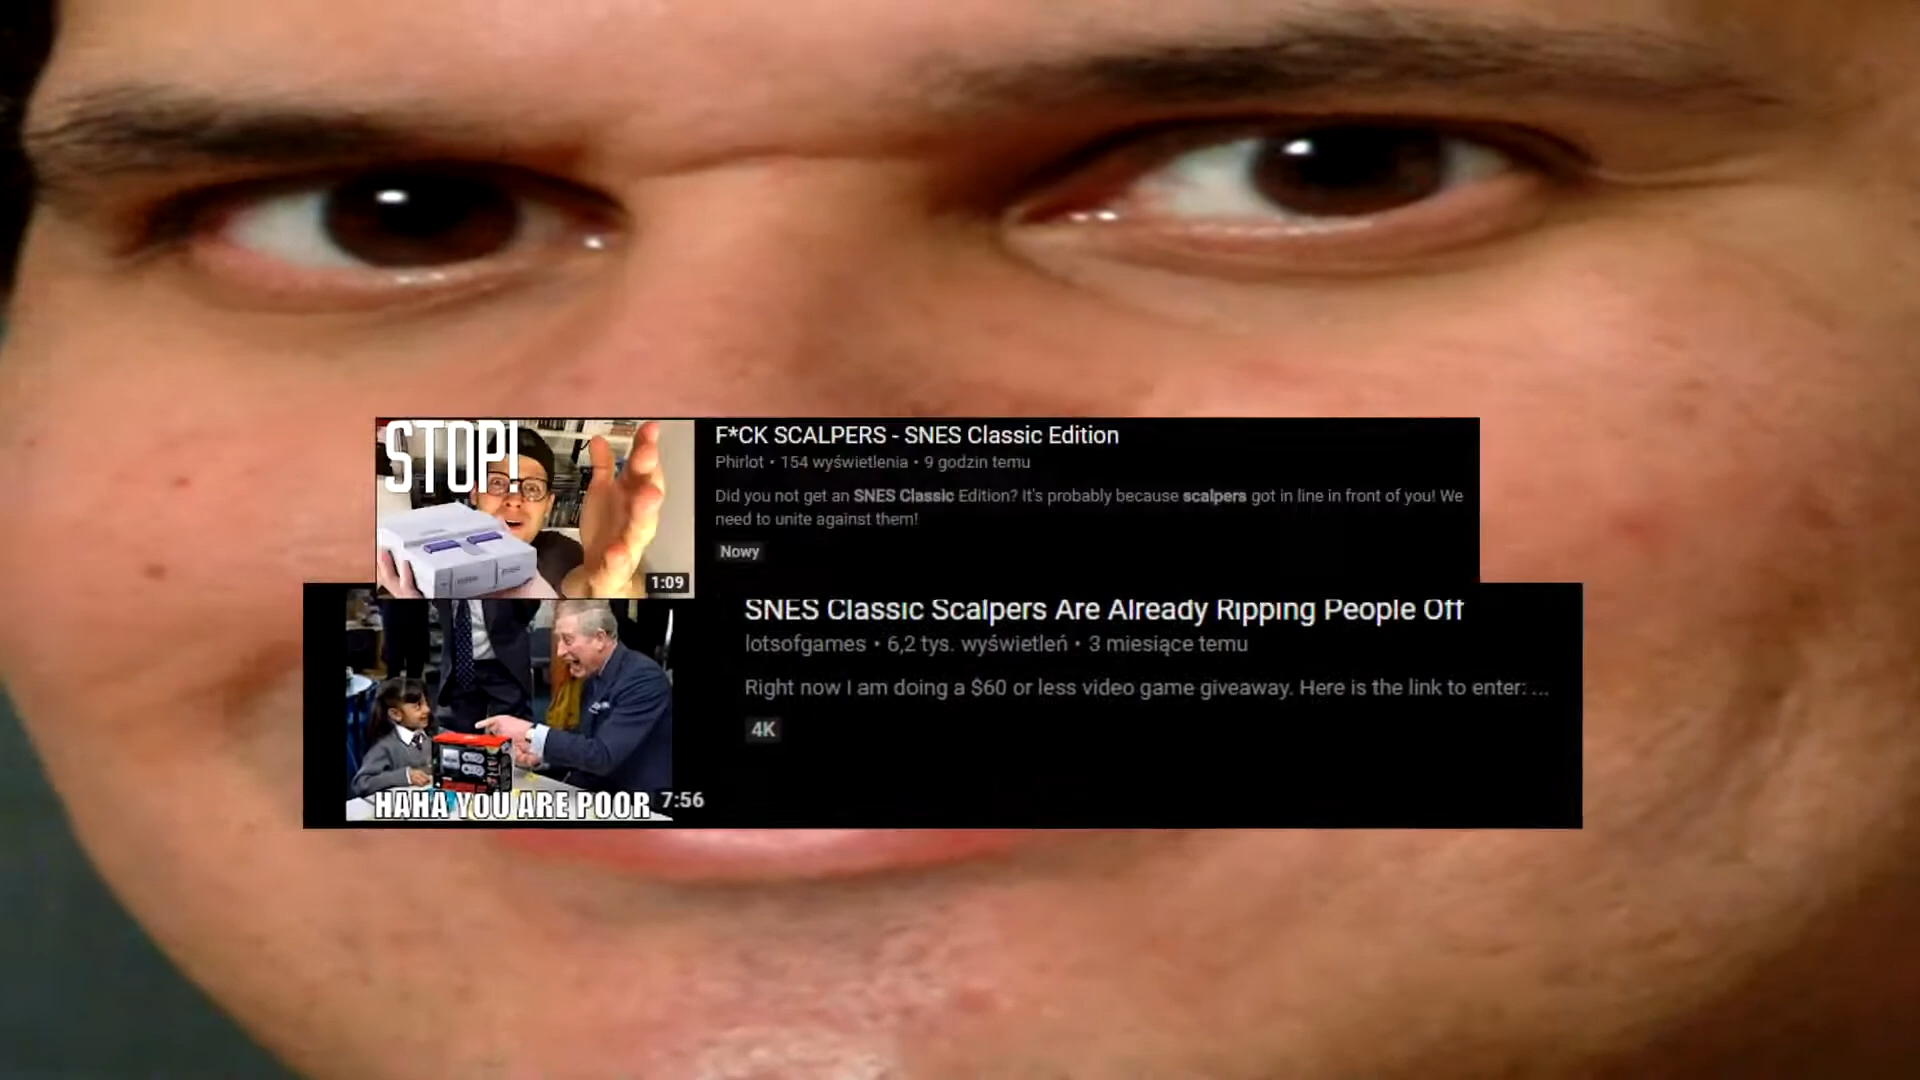 STOP!
1:09
F*CK SCALPERS - SNES Classic Edition
Phirlot • 154 wyświetlenia • 9 godzin temu
Did you not get an SNES Classic Edition? It's probably because scalpers got in line in front of you! We
need to unite against them!
Nowy
HAHA YOU ARE POOR
7:56
SNES Classic Scalpers Are Already Ripping People Off
lotsofgames • 6,2 tys. wyświetleń • 3 miesiące temu
Right now I am doing a $60 or less video game giveaway. Here is the link to enter: ...
4K